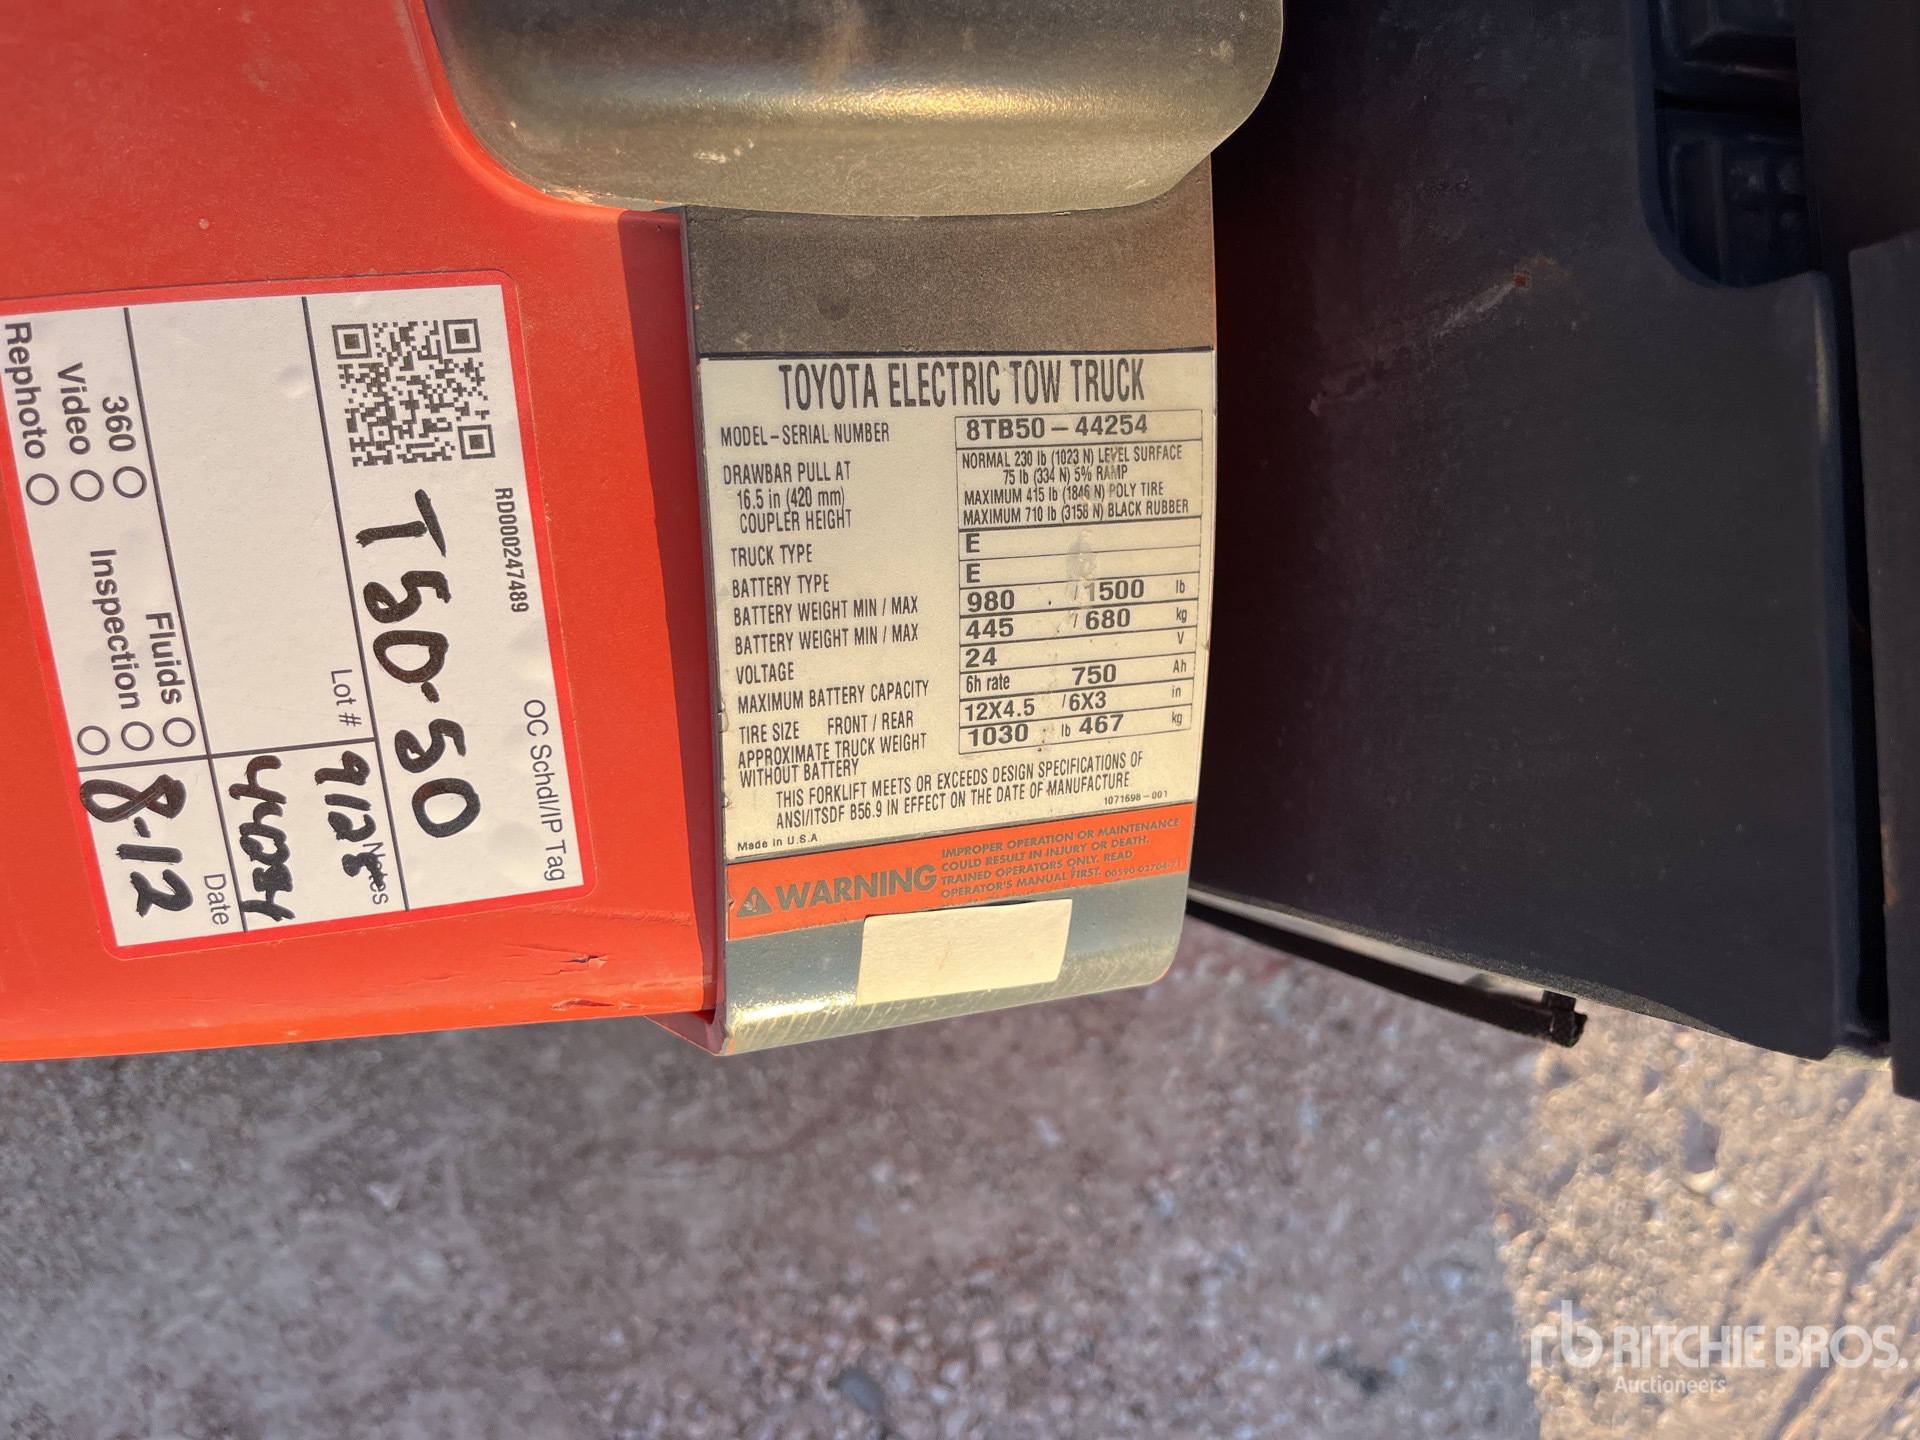 OC Schdl/IP Tag
RD000247489
T50-50
Lot #
9128
Notes
44084
Date
8-12
360
Video
Rephoto
Fluids
Inspection
TOYOTA ELECTRIC TOW TRUCK
MODEL-SERIAL NUMBER 8TB50-44254
DRAWBAR PULL AT
16.5 in (420 mm)
COUPLER HEIGHT
NORMAL 230 lb (1023 N) LEVEL SURFACE
75 lb (334 N) 5% RAMP
MAXIMUM 415 lb (1846 N) POLY TIRE
MAXIMUM 710 lb (3158 N) BLACK RUBBER
TRUCK TYPE E
BATTERY TYPE E
BATTERY WEIGHT MIN / MAX 980 / 1500 lb
BATTERY WEIGHT MIN / MAX 445 / 680 kg
VOLTAGE 24 V
MAXIMUM BATTERY CAPACITY 6h rate 750 Ah
TIRE SIZE FRONT / REAR 12X4.5 / 6X3 in
APPROXIMATE TRUCK WEIGHT 1030 lb 467 kg
WITHOUT BATTERY
THIS FORKLIFT MEETS OR EXCEEDS DESIGN SPECIFICATIONS OF
ANSI/ITSDF B56.9 IN EFFECT ON THE DATE OF MANUFACTURE.
1071698-001
Made in U.S.A.
WARNING
IMPROPER OPERATION OR MAINTENANCE
COULD RESULT IN INJURY OR DEATH.
TRAINED OPERATORS ONLY. READ
OPERATOR'S MANUAL FIRST. 00590-02704-71
rb RITCHIE BROS.
Auctioneers